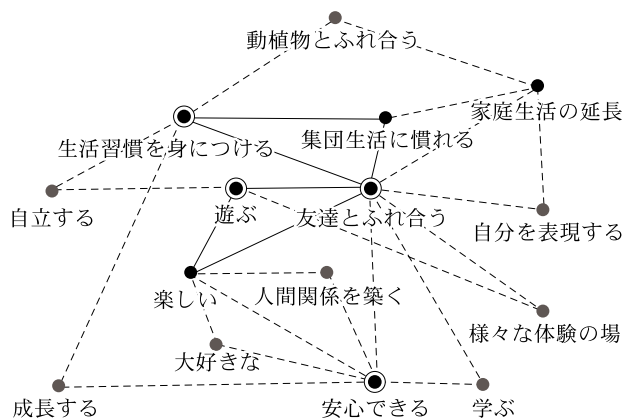 動植物とふれ合う
家庭生活の延長
集団生活に慣れる
生活習慣を身につける
自立する
遊ぶ
友達とふれ合う
自分を表現する
楽しい
人間関係を築く
様々な体験の場
大好きな
成長する
安心できる
学ぶ